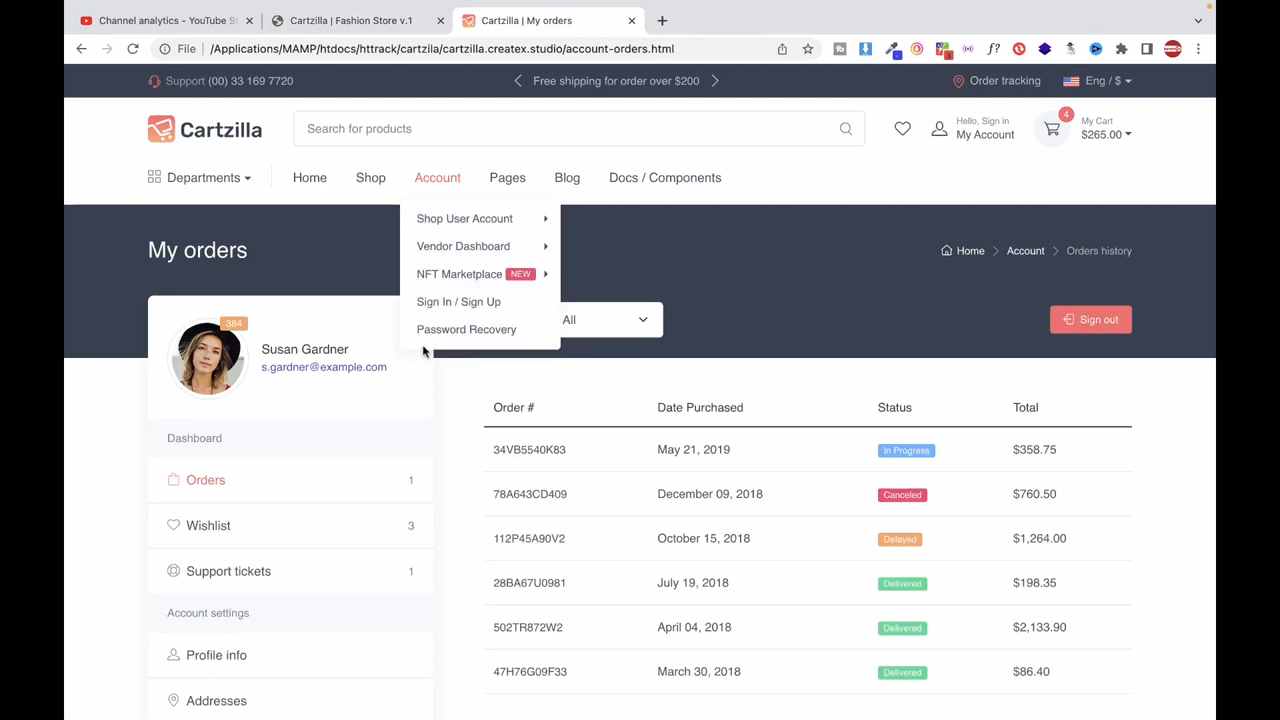 Channel analytics - YouTube S
Cartzilla | Fashion Store v.1
Cartzilla | My orders
File
/Applications/MAMP/htdocs/httrack/cartzila/cartzilla.createx.studio/account-orders.html
Support (00) 33 169 7720
Free shipping for order over $200
Order tracking
Eng / $
Cartzilla
Search for products
Hello, Sign in
My Account
4
My Cart
$265.00
Departments
Home
Shop
Account
Pages
Blog
Docs / Components
Shop User Account
Vendor Dashboard
NFT Marketplace NEW
Sign In / Sign Up
Password Recovery
My orders
Home
Account
Orders history
All
Sign out
384
Susan Gardner
s.gardner@example.com
Dashboard
Orders 1
Wishlist 3
Support tickets 1
Account settings
Profile info
Addresses
Order # Date Purchased Status Total
34VB5540K83 May 21, 2019 In Progress $358.75
78A643CD409 December 09, 2018 Canceled $760.50
112P45A90V2 October 15, 2018 Delayed $1,264.00
28BA67U0981 July 19, 2018 Delivered $198.35
502TR872W2 April 04, 2018 Delivered $2,133.90
47H76G09F33 March 30, 2018 Delivered $86.40